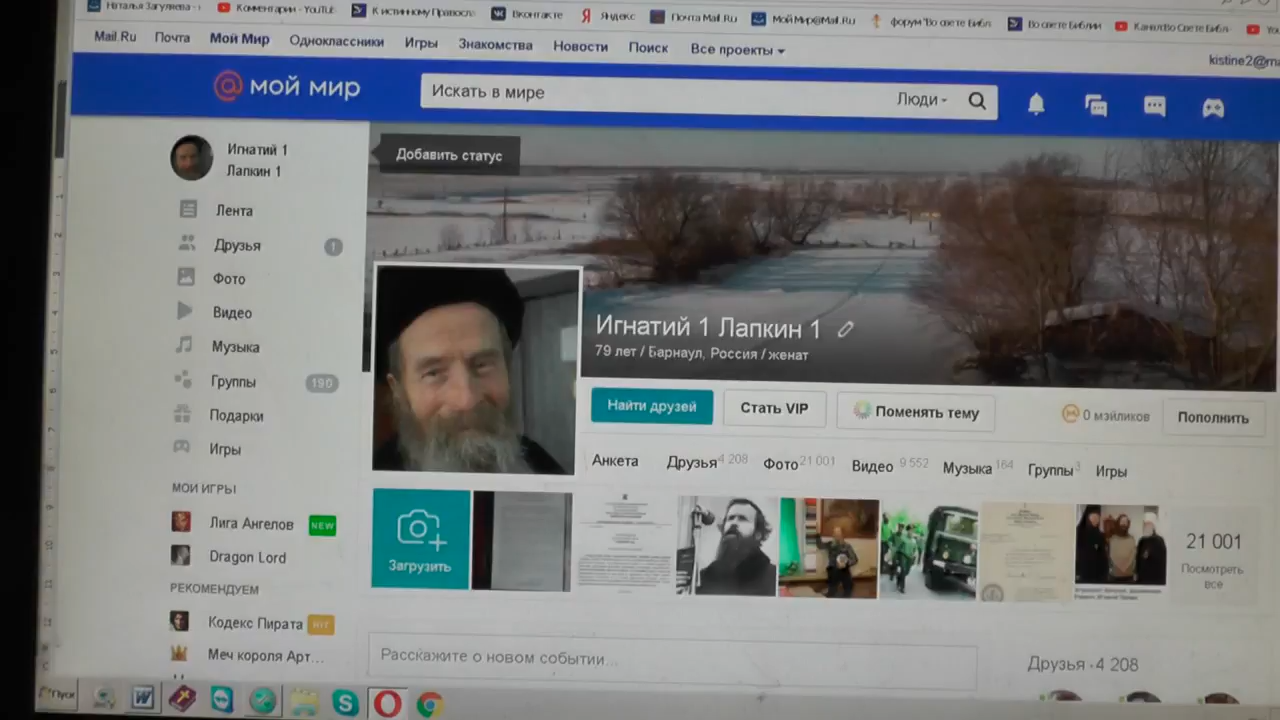 Наталья Загуляева -
Комментарии - YouTube
К истинному Правосла
Вконтакте
Яндекс
Почта Mail.Ru
Мой Мир@Mail.Ru
форум "Во свете Библ
Во свете Библии
Канал Во Свете Библ
You
Mail.Ru Почта Мой Мир Одноклассники Игры Знакомства Новости Поиск Все проекты
kistine2@ma
мой мир
Искать в мире
Люди
Игнатий 1
Лапкин 1
Добавить статус
Лента
Друзья 1
Фото
Видео
Музыка
Группы 190
Подарки
Игры
МОИ ИГРЫ
Лига Ангелов NEW
Dragon Lord
РЕКОМЕНДУЕМ
Кодекс Пирата HIT
Меч короля Арт...
Игнатий 1 Лапкин 1
79 лет / Барнаул, Россия / женат
Найти друзей
Стать VIP
Поменять тему
0 мэйликов
Пополнить
Анкета Друзья 4 208 Фото 21 001 Видео 9 552 Музыка 164 Группы Игры
Загрузить
21 001
Посмотреть
все
Расскажите о новом событии...
Друзья · 4 208
Пуск